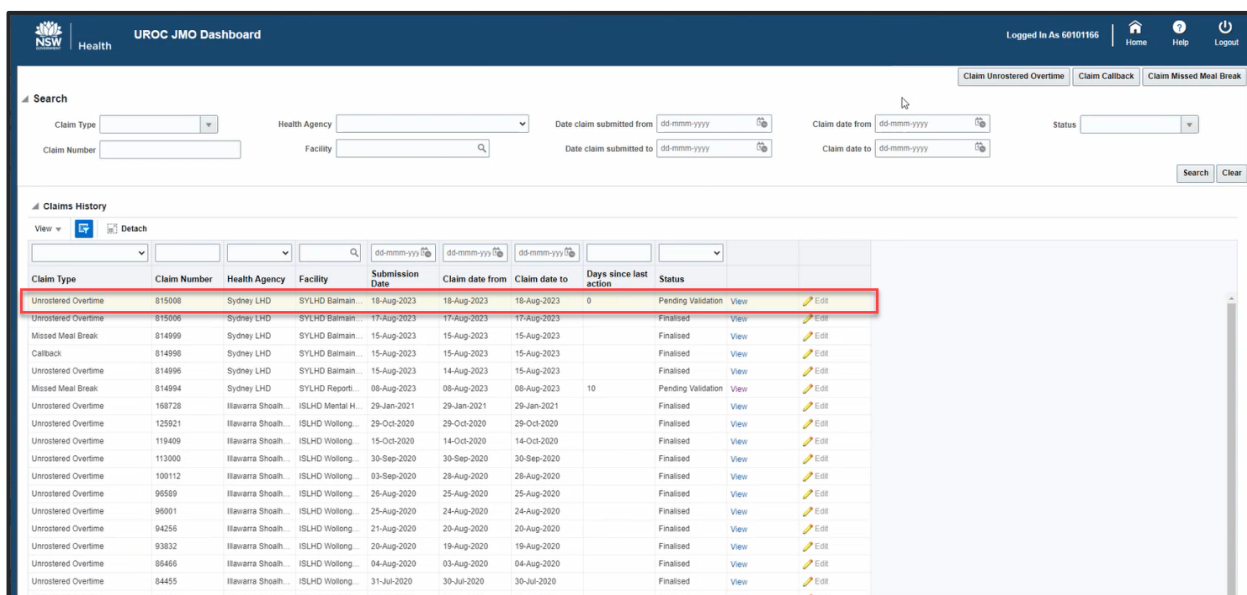 NSW
GOVERNMENT
Health
UROC JMO Dashboard
Logged In As 60101166
Home
Help
Logout
Claim Unrostered Overtime
Claim Callback
Claim Missed Meal Break
Search
Claim Type
Health Agency
Date claim submitted from dd-mmm-yyyy
Claim date from dd-mmm-yyyy
Status
Claim Number
Facility
Date claim submitted to dd-mmm-yyyy
Claim date to dd-mmm-yyyy
Search Clear
Claims History
View Detach
dd-mmm-yyy dd-mmm-yyy dd-mmm-yyy
Claim Type Claim Number Health Agency Facility Submission Date Claim date from Claim date to Days since last action Status
Unrostered Overtime 815008 Sydney LHD SYLHD Balmain... 18-Aug-2023 18-Aug-2023 18-Aug-2023 0 Pending Validation View Edit
Unrostered Overtime 815006 Sydney LHD SYLHD Balmain... 17-Aug-2023 17-Aug-2023 17-Aug-2023 Finalised View Edit
Missed Meal Break 814999 Sydney LHD SYLHD Balmain... 15-Aug-2023 15-Aug-2023 15-Aug-2023 Finalised View Edit
Callback 814998 Sydney LHD SYLHD Balmain... 15-Aug-2023 15-Aug-2023 15-Aug-2023 Finalised View Edit
Unrostered Overtime 814996 Sydney LHD SYLHD Balmain... 15-Aug-2023 14-Aug-2023 15-Aug-2023 Finalised View Edit
Missed Meal Break 814994 Sydney LHD SYLHD Reporti... 08-Aug-2023 08-Aug-2023 08-Aug-2023 10 Pending Validation View Edit
Unrostered Overtime 168728 Illawarra Shoalh... ISLHD Mental H... 29-Jan-2021 29-Jan-2021 29-Jan-2021 Finalised View Edit
Unrostered Overtime 125921 Illawarra Shoalh... ISLHD Wollong... 29-Oct-2020 29-Oct-2020 29-Oct-2020 Finalised View Edit
Unrostered Overtime 119409 Illawarra Shoalh... ISLHD Wollong... 15-Oct-2020 14-Oct-2020 14-Oct-2020 Finalised View Edit
Unrostered Overtime 113000 Illawarra Shoalh... ISLHD Wollong... 30-Sep-2020 30-Sep-2020 30-Sep-2020 Finalised View Edit
Unrostered Overtime 100112 Illawarra Shoalh... ISLHD Wollong... 03-Sep-2020 28-Aug-2020 28-Aug-2020 Finalised View Edit
Unrostered Overtime 96589 Illawarra Shoalh... ISLHD Wollong... 26-Aug-2020 25-Aug-2020 25-Aug-2020 Finalised View Edit
Unrostered Overtime 96001 Illawarra Shoalh... ISLHD Wollong... 25-Aug-2020 24-Aug-2020 24-Aug-2020 Finalised View Edit
Unrostered Overtime 94256 Illawarra Shoalh... ISLHD Wollong... 21-Aug-2020 20-Aug-2020 20-Aug-2020 Finalised View Edit
Unrostered Overtime 93832 Illawarra Shoalh... ISLHD Wollong... 20-Aug-2020 19-Aug-2020 19-Aug-2020 Finalised View Edit
Unrostered Overtime 86466 Illawarra Shoalh... ISLHD Wollong... 04-Aug-2020 03-Aug-2020 04-Aug-2020 Finalised View Edit
Unrostered Overtime 84455 Illawarra Shoalh... ISLHD Wollong... 31-Jul-2020 30-Jul-2020 30-Jul-2020 Finalised View Edit